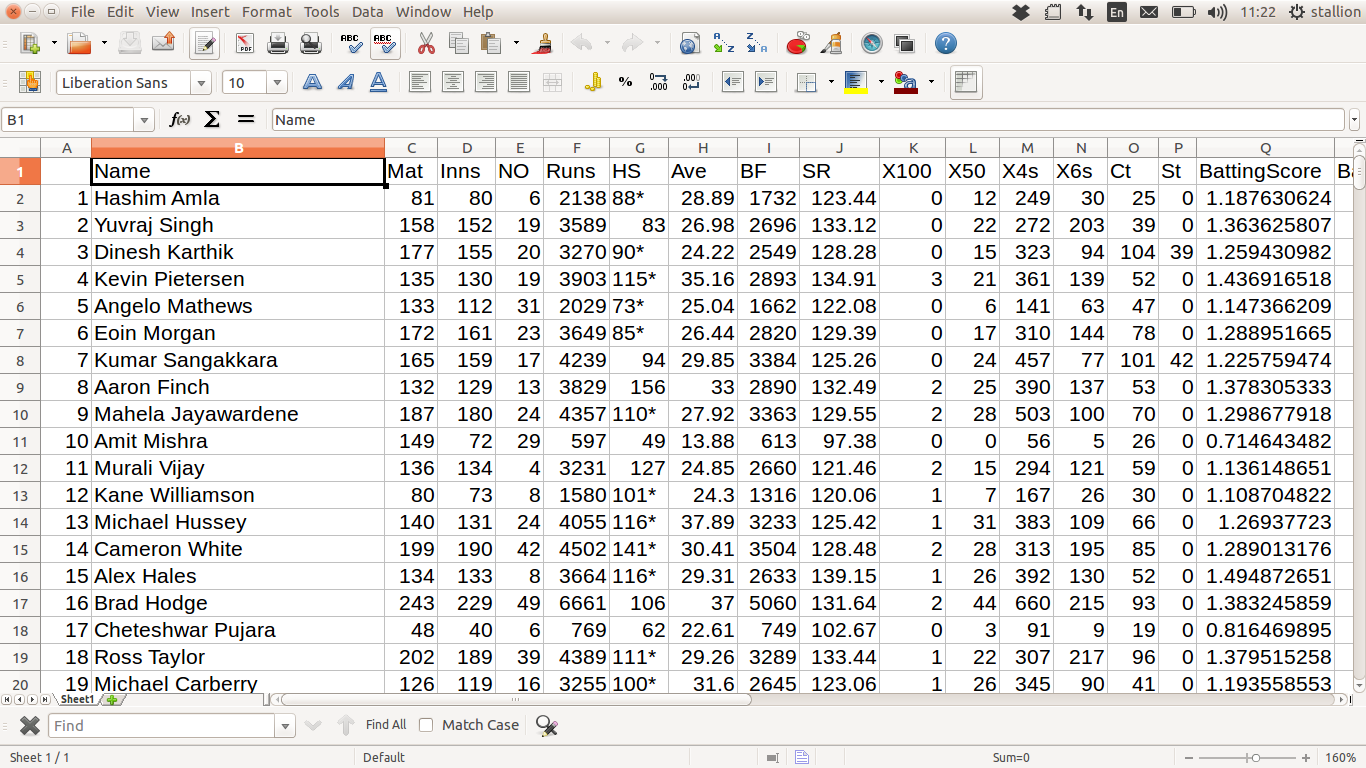 File Edit View Insert Format Tools Data Window Help En 11:22 stallion
PDF ABC ABC
Liberation Sans 10
B1 f(x) Σ = Name
A B C D E F G H I J K L M N O P Q
1 Name Mat Inns NO Runs HS Ave BF SR X100 X50 X4s X6s Ct St BattingScore
2 1 Hashim Amla 81 80 6 2138 88* 28.89 1732 123.44 0 12 249 30 25 0 1.187630624
3 2 Yuvraj Singh 158 152 19 3589 83 26.98 2696 133.12 0 22 272 203 39 0 1.363625807
4 3 Dinesh Karthik 177 155 20 3270 90* 24.22 2549 128.28 0 15 323 94 104 39 1.259430982
5 4 Kevin Pietersen 135 130 19 3903 115* 35.16 2893 134.91 3 21 361 139 52 0 1.436916518
6 5 Angelo Mathews 133 112 31 2029 73* 25.04 1662 122.08 0 6 141 63 47 0 1.147366209
7 6 Eoin Morgan 172 161 23 3649 85* 26.44 2820 129.39 0 17 310 144 78 0 1.288951665
8 7 Kumar Sangakkara 165 159 17 4239 94 29.85 3384 125.26 0 24 457 77 101 42 1.225759474
9 8 Aaron Finch 132 129 13 3829 156 33 2890 132.49 2 25 390 137 53 0 1.378305333
10 9 Mahela Jayawardene 187 180 24 4357 110* 27.92 3363 129.55 2 28 503 100 70 0 1.298677918
11 10 Amit Mishra 149 72 29 597 49 13.88 613 97.38 0 0 56 5 26 0 0.714643482
12 11 Murali Vijay 136 134 4 3231 127 24.85 2660 121.46 2 15 294 121 59 0 1.136148651
13 12 Kane Williamson 80 73 8 1580 101* 24.3 1316 120.06 1 7 167 26 30 0 1.108704822
14 13 Michael Hussey 140 131 24 4055 116* 37.89 3233 125.42 1 31 383 109 66 0 1.26937723
15 14 Cameron White 199 190 42 4502 141* 30.41 3504 128.48 2 28 313 195 85 0 1.289013176
16 15 Alex Hales 134 133 8 3664 116* 29.31 2633 139.15 1 26 392 130 52 0 1.494872651
17 16 Brad Hodge 243 229 49 6661 106 37 5060 131.64 2 44 660 215 93 0 1.383245859
18 17 Cheteshwar Pujara 48 40 6 769 62 22.61 749 102.67 0 3 91 9 19 0 0.816469895
19 18 Ross Taylor 202 189 39 4389 111* 29.26 3289 133.44 1 22 307 217 96 0 1.379515258
20 19 Michael Carberry 126 119 16 3255 100* 31.6 2645 123.06 1 26 345 90 41 0 1.193558553
Sheet1
Find Find All Match Case
Sheet 1 / 1 Default Sum=0 160%